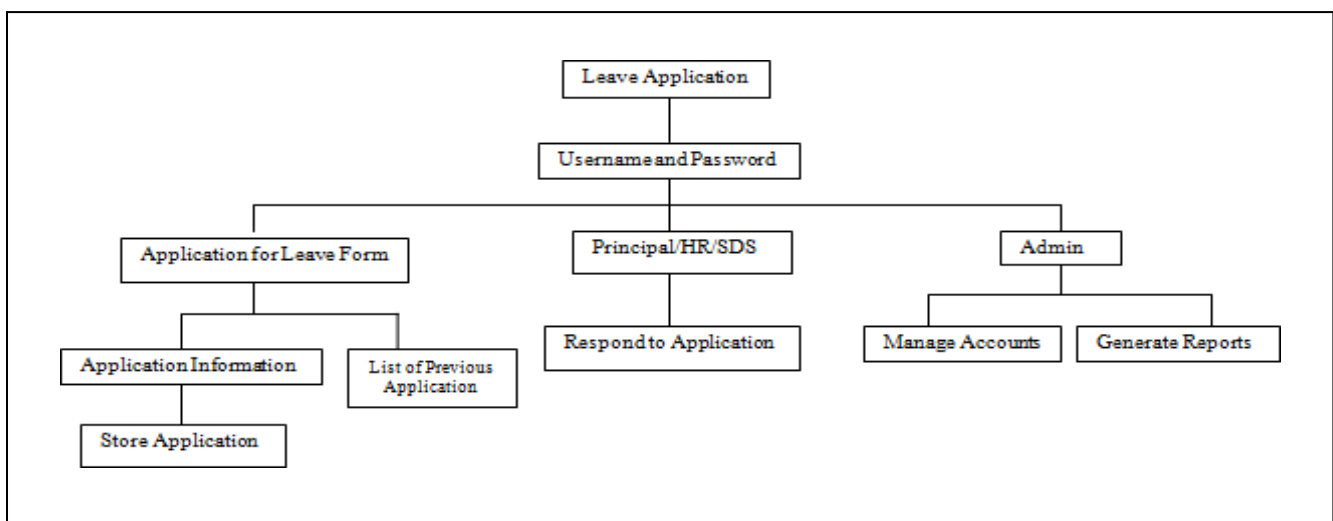 Leave Application
Username and Password
Application for Leave Form
Principal/HR/SDS
Admin
Respond to Application
Manage Accounts
Generate Reports
Application Information
List of Previous
Application
Store Application